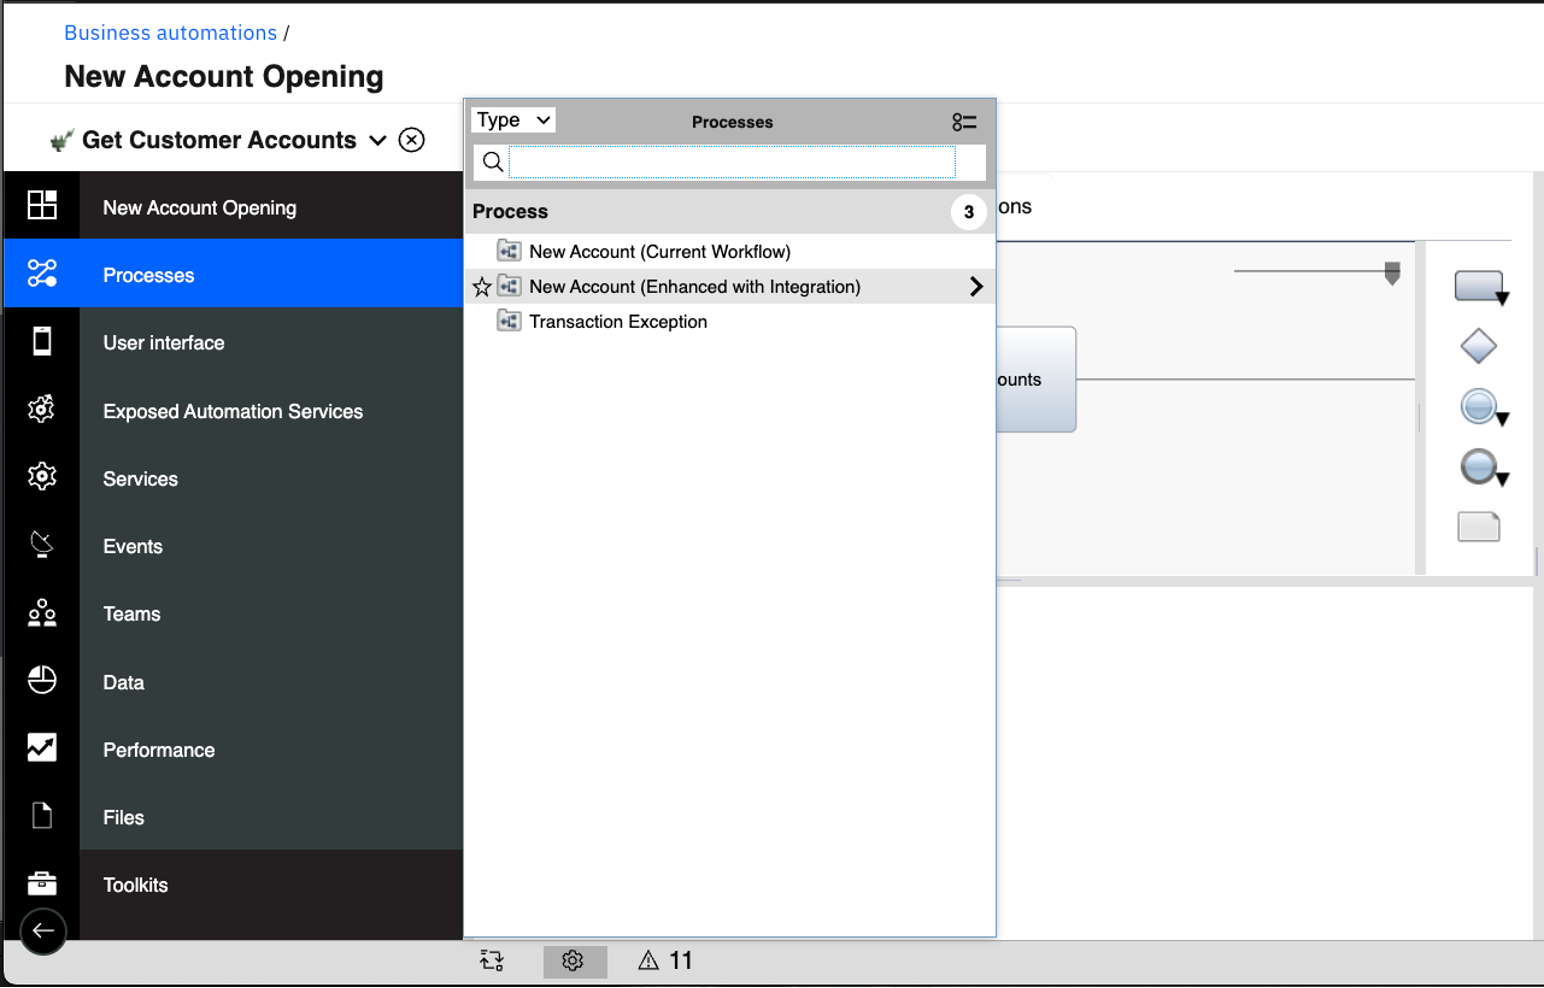 Business automations /
New Account Opening
Get Customer Accounts
Type
Processes
Process
3
New Account (Current Workflow)
New Account (Enhanced with Integration)
Transaction Exception
New Account Opening
Processes
User interface
Exposed Automation Services
Services
Events
Teams
Data
Performance
Files
Toolkits
ons
ounts
11